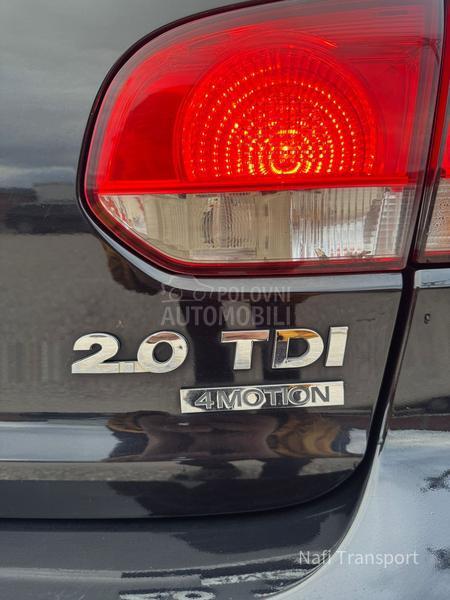 POLOVNI
AUTOMOBILI
2.0 TDI
4MOTION
Nafi Transport